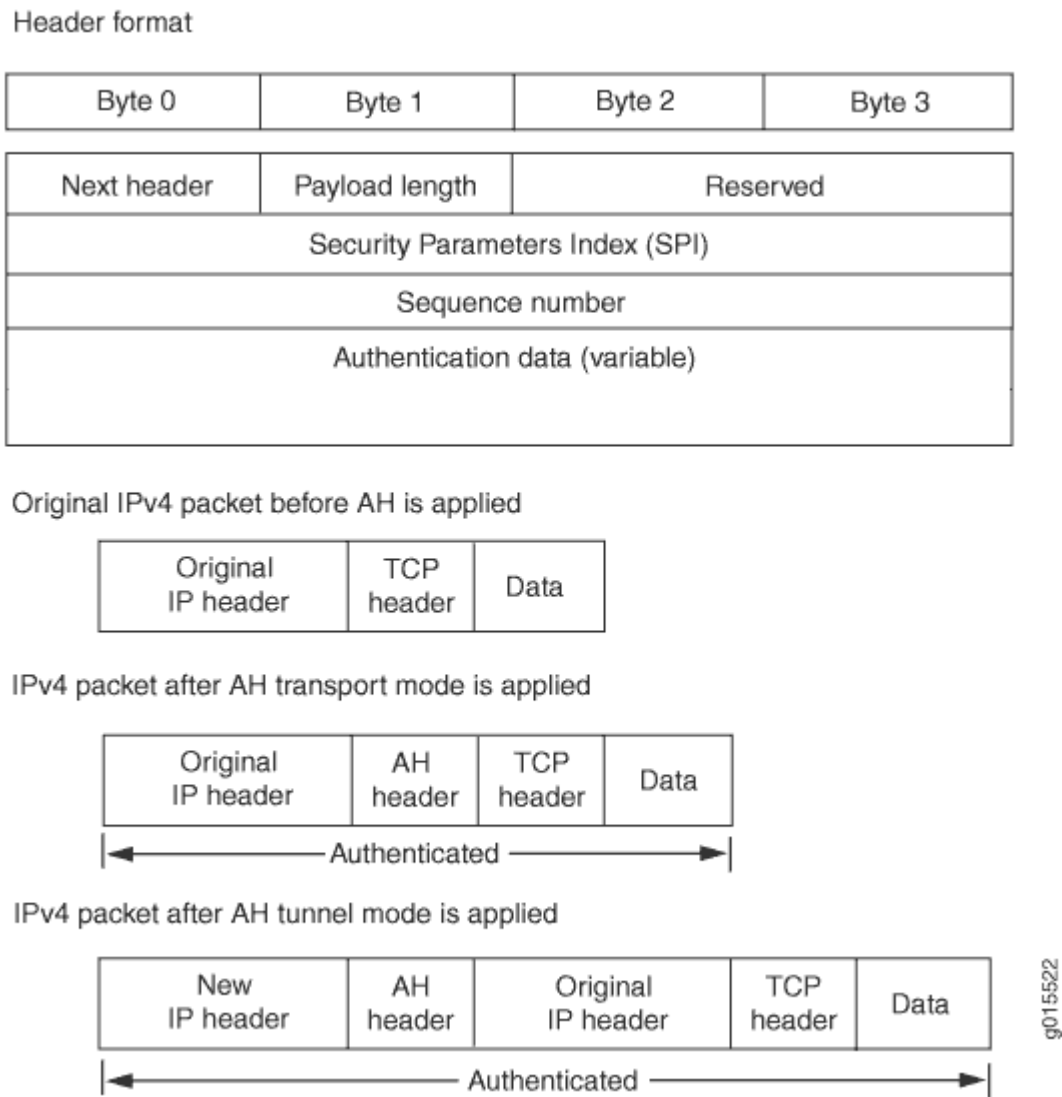 Header format
Byte 0 Byte 1 Byte 2 Byte 3
Next header Payload length Reserved
Security Parameters Index (SPI)
Sequence number
Authentication data (variable)
Original IPv4 packet before AH is applied
Original IP header TCP header Data
IPv4 packet after AH transport mode is applied
Original IP header AH header TCP header Data
Authenticated
IPv4 packet after AH tunnel mode is applied
New IP header AH header Original IP header TCP header Data
Authenticated
g015522